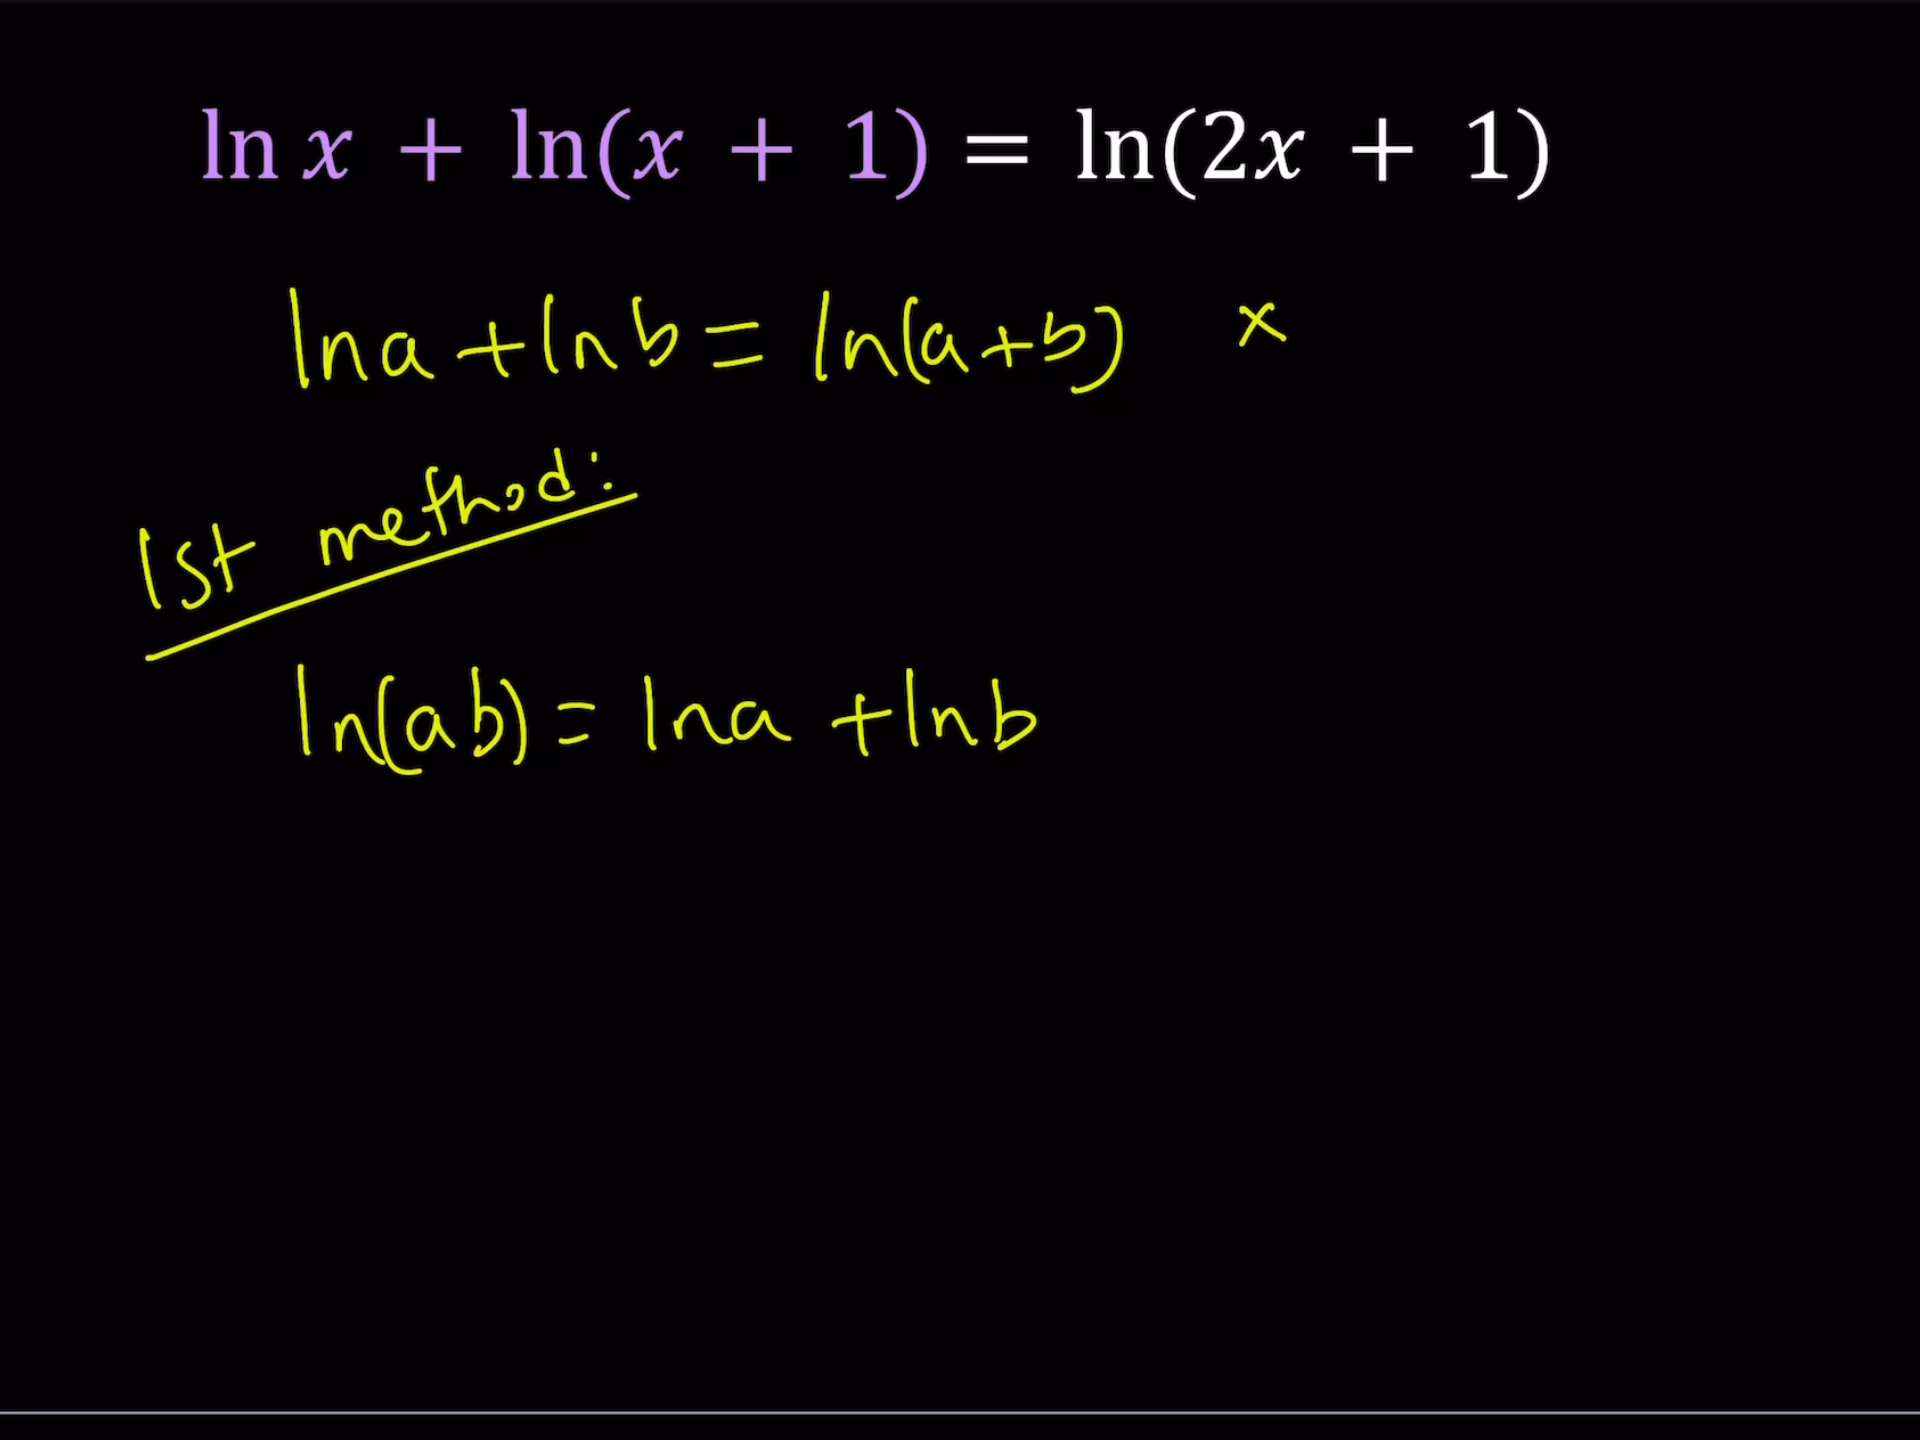 ln x + ln(x + 1) = ln(2x + 1)
lna + lnb = ln(a+b) x
1st method:
ln(ab) = lna + lnb